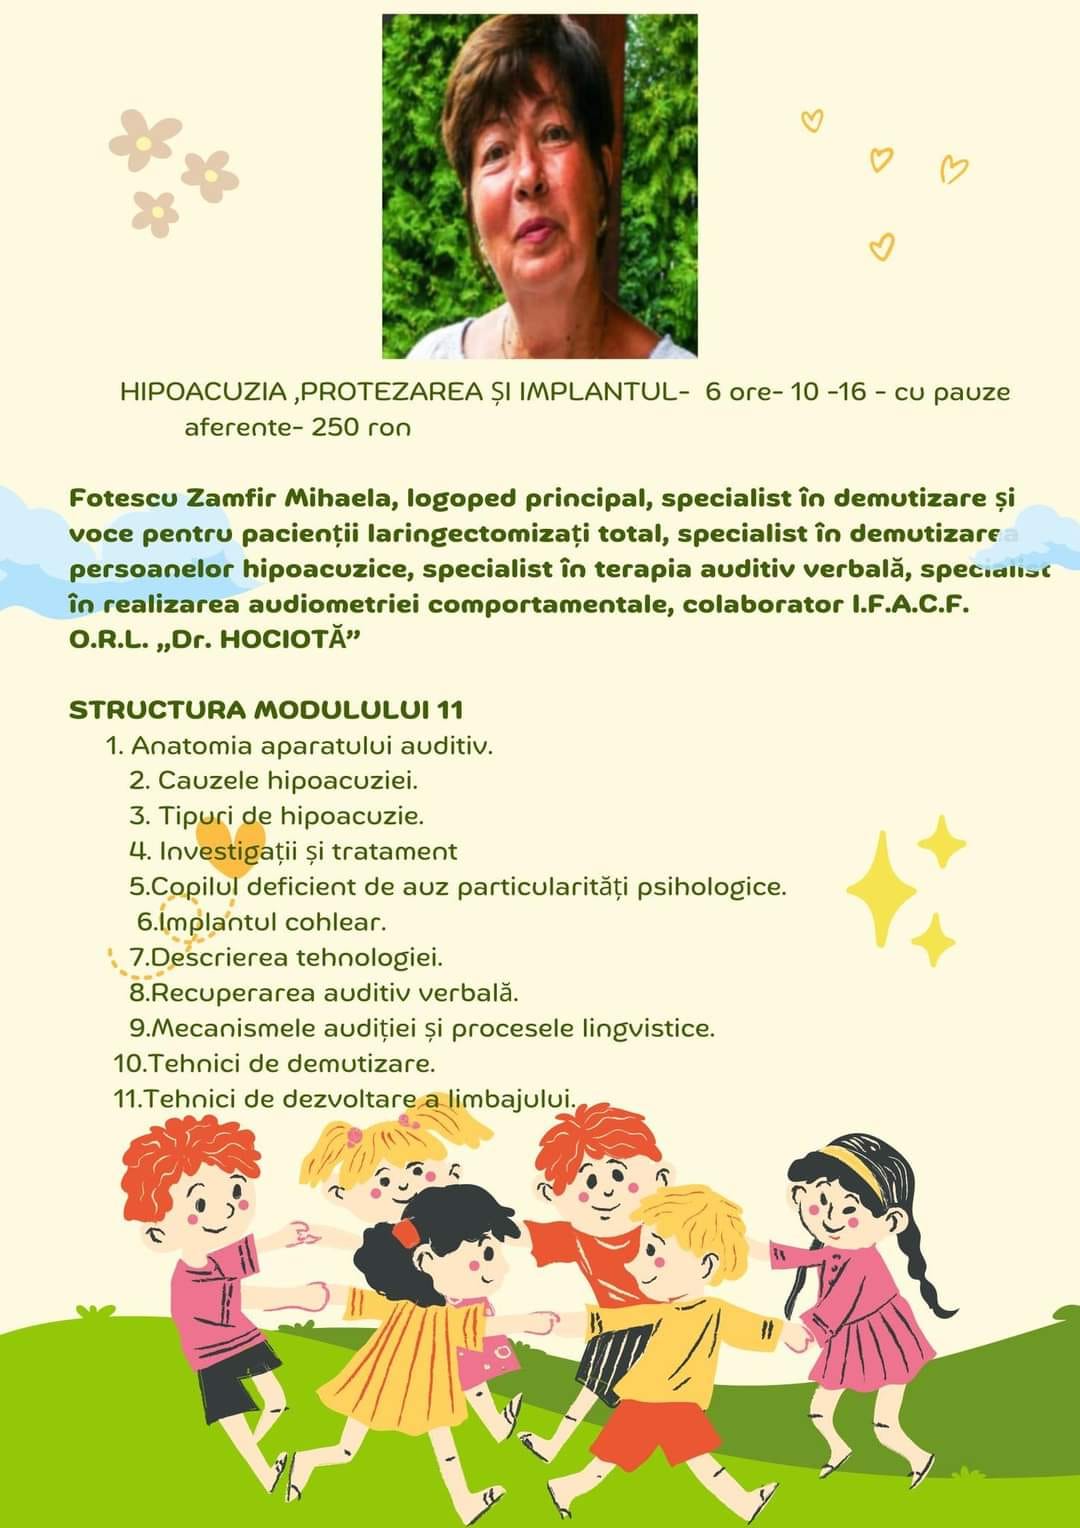 HIPOACUZIA ,PROTEZAREA ȘI IMPLANTUL- 6 ore- 10 -16 - cu pauze
aferente- 250 ron
Fotescu Zamfir Mihaela, logoped principal, specialist în demutizare și
voce pentru pacienții laringectomizați total, specialist în demutizarea
persoanelor hipoacuzice, specialist în terapia auditiv verbală, specialist
în realizarea audiometriei comportamentale, colaborator I.F.A.C.F.
O.R.L. „Dr. HOCIOTĂ”
STRUCTURA MODULULUI 11
1. Anatomia aparatului auditiv.
2. Cauzele hipoacuziei.
3. Tipuri de hipoacuzie.
4. Investigații și tratament
5.Copilul deficient de auz particularități psihologice.
6.Implantul cohlear.
7.Descrierea tehnologiei.
8.Recuperarea auditiv verbală.
9.Mecanismele audiției și procesele lingvistice.
10.Tehnici de demutizare.
11.Tehnici de dezvoltare a limbajului.